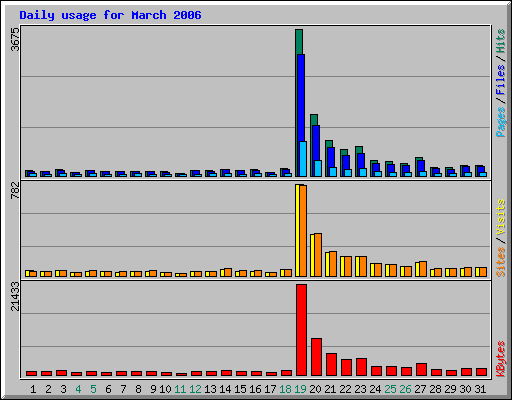 Daily usage for March 2006
3675
Pages / Files / Hits
782
Sites / Visits
21433
KBytes
1 2 3 4 5 6 7 8 9 10 11 12 13 14 15 16 17 18 19 20 21 22 23 24 25 26 27 28 29 30 31